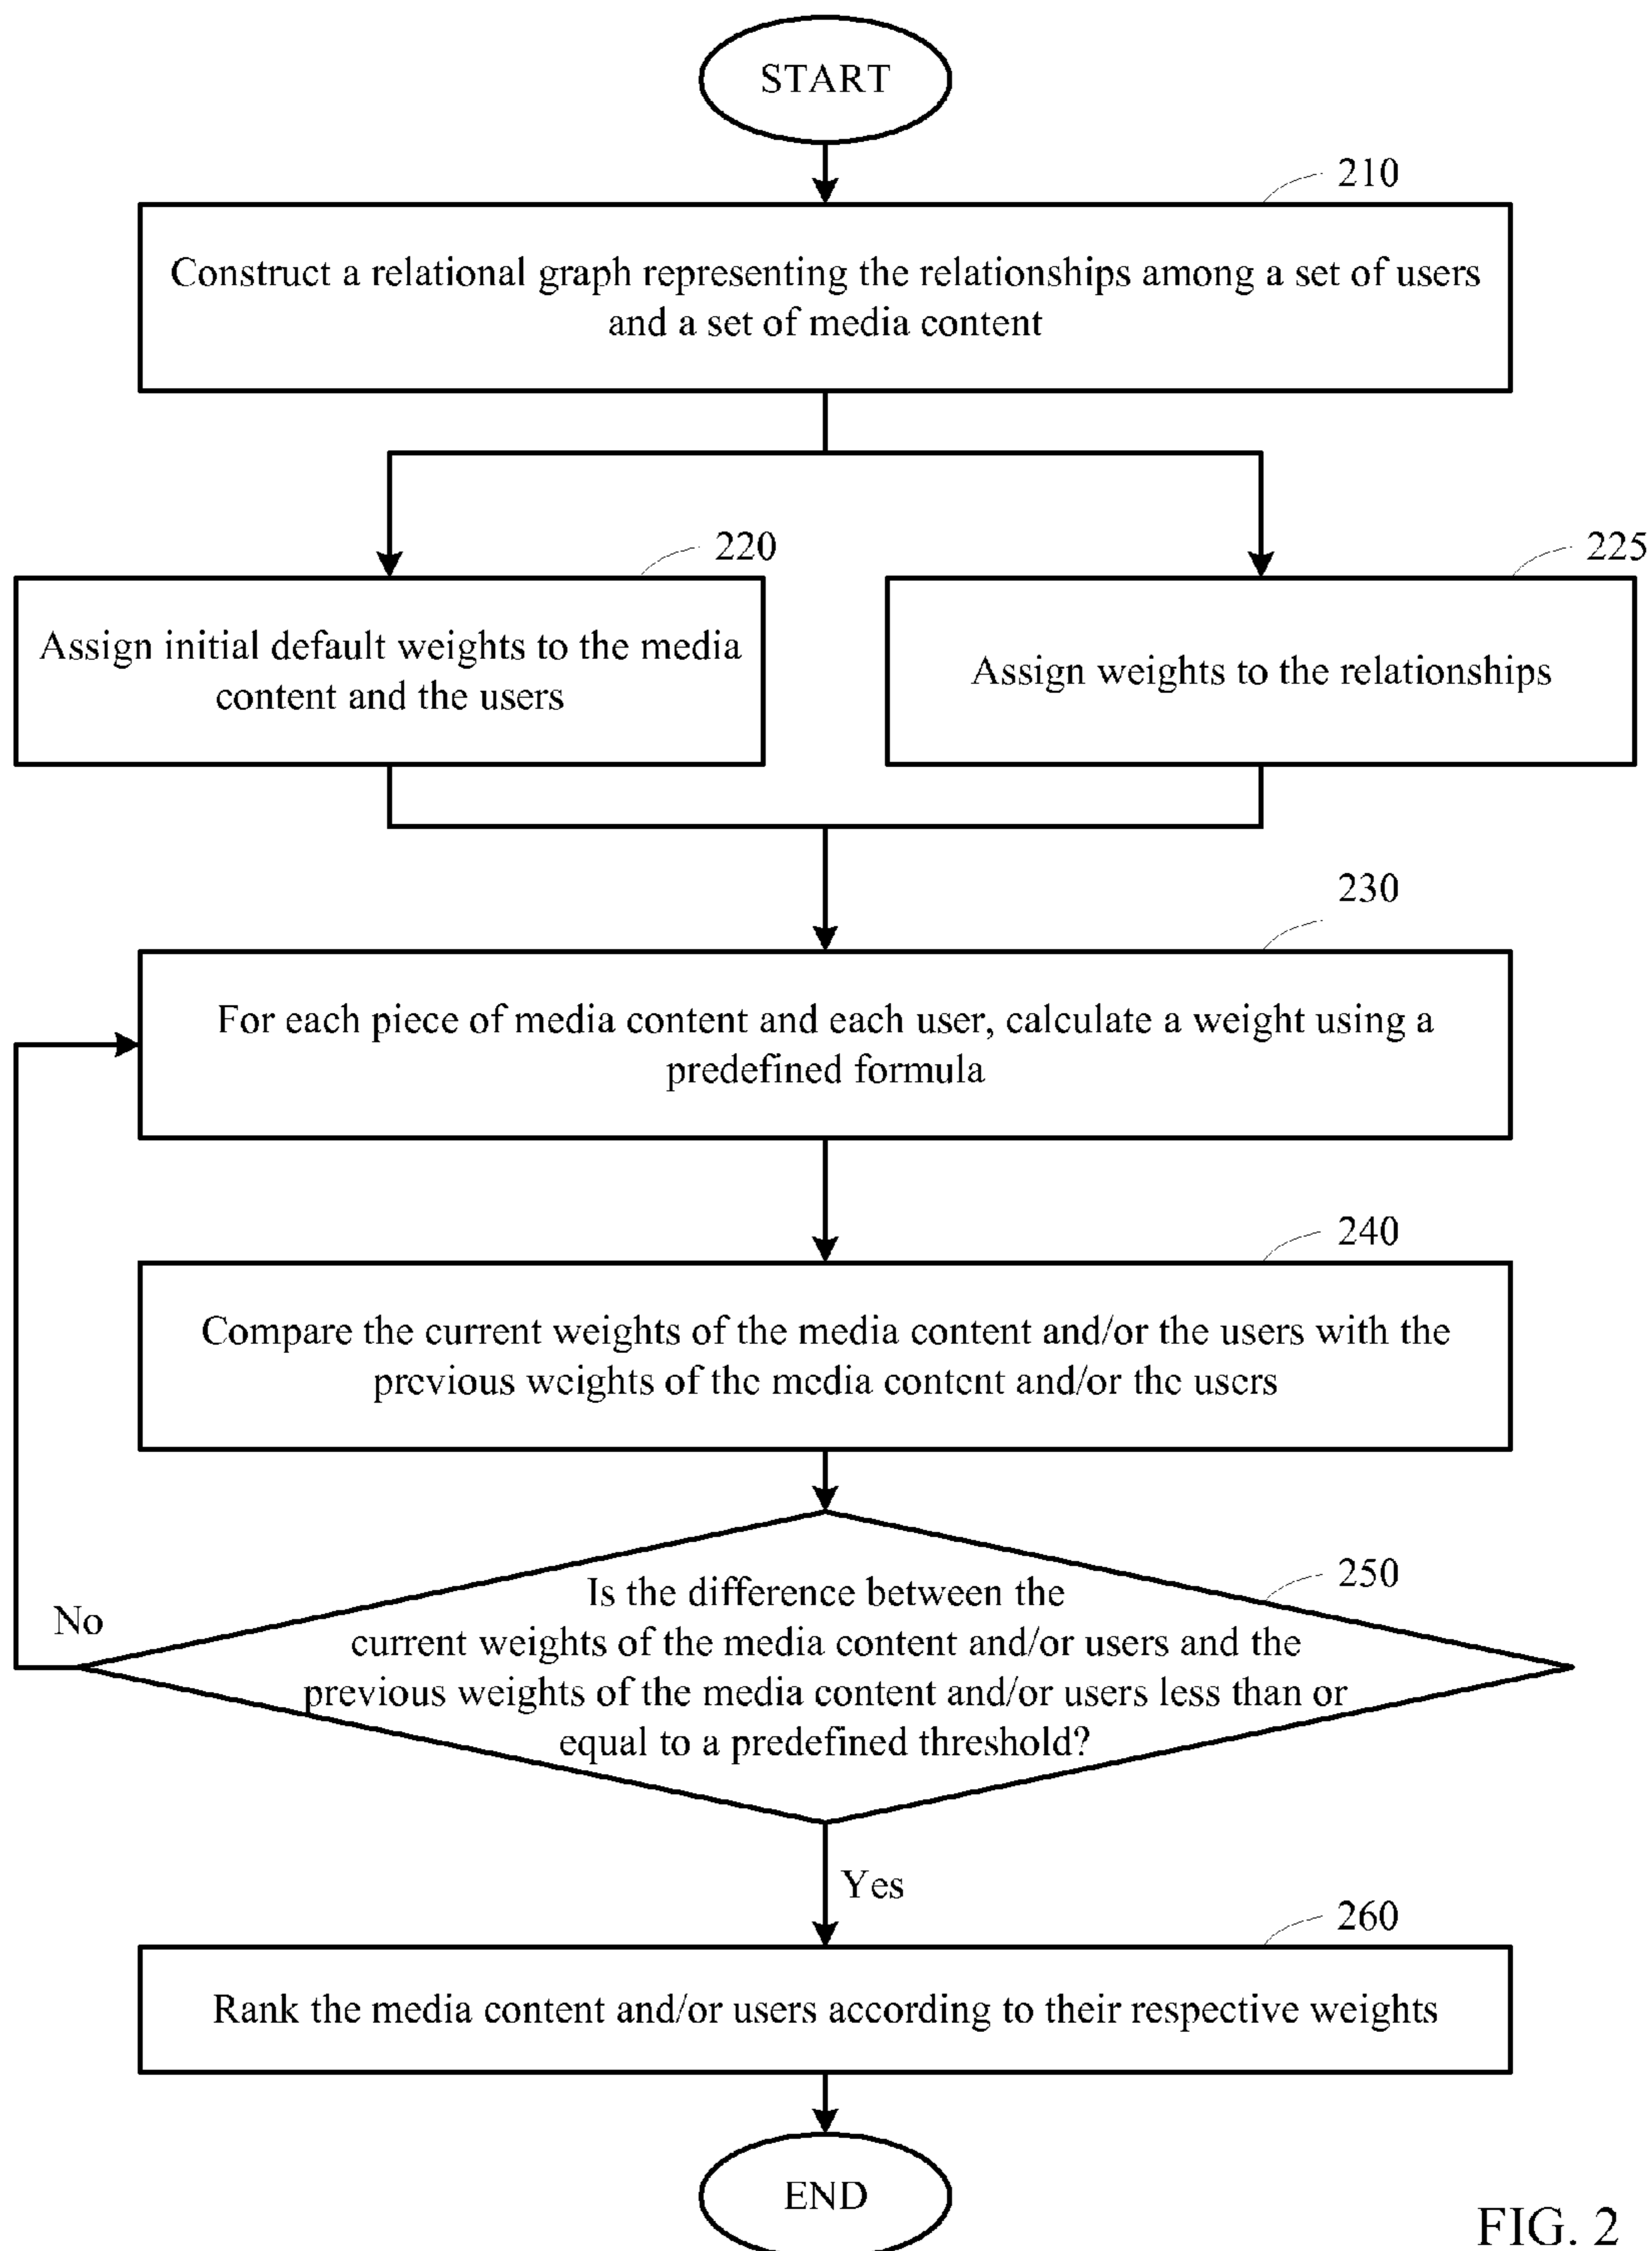 START
210
Construct a relational graph representing the relationships among a set of users
and a set of media content
220
225
Assign initial default weights to the media
content and the users
Assign weights to the relationships
230
For each piece of media content and each user, calculate a weight using a
predefined formula
240
Compare the current weights of the media content and/or the users with the
previous weights of the media content and/or the users
250
Is the difference between the
No
current weights of the media content and/or users and the
previous weights of the media content and/or users less than or
equal to a predefined threshold?
Yes
260
Rank the media content and/or users according to their respective weights
END
FIG. 2